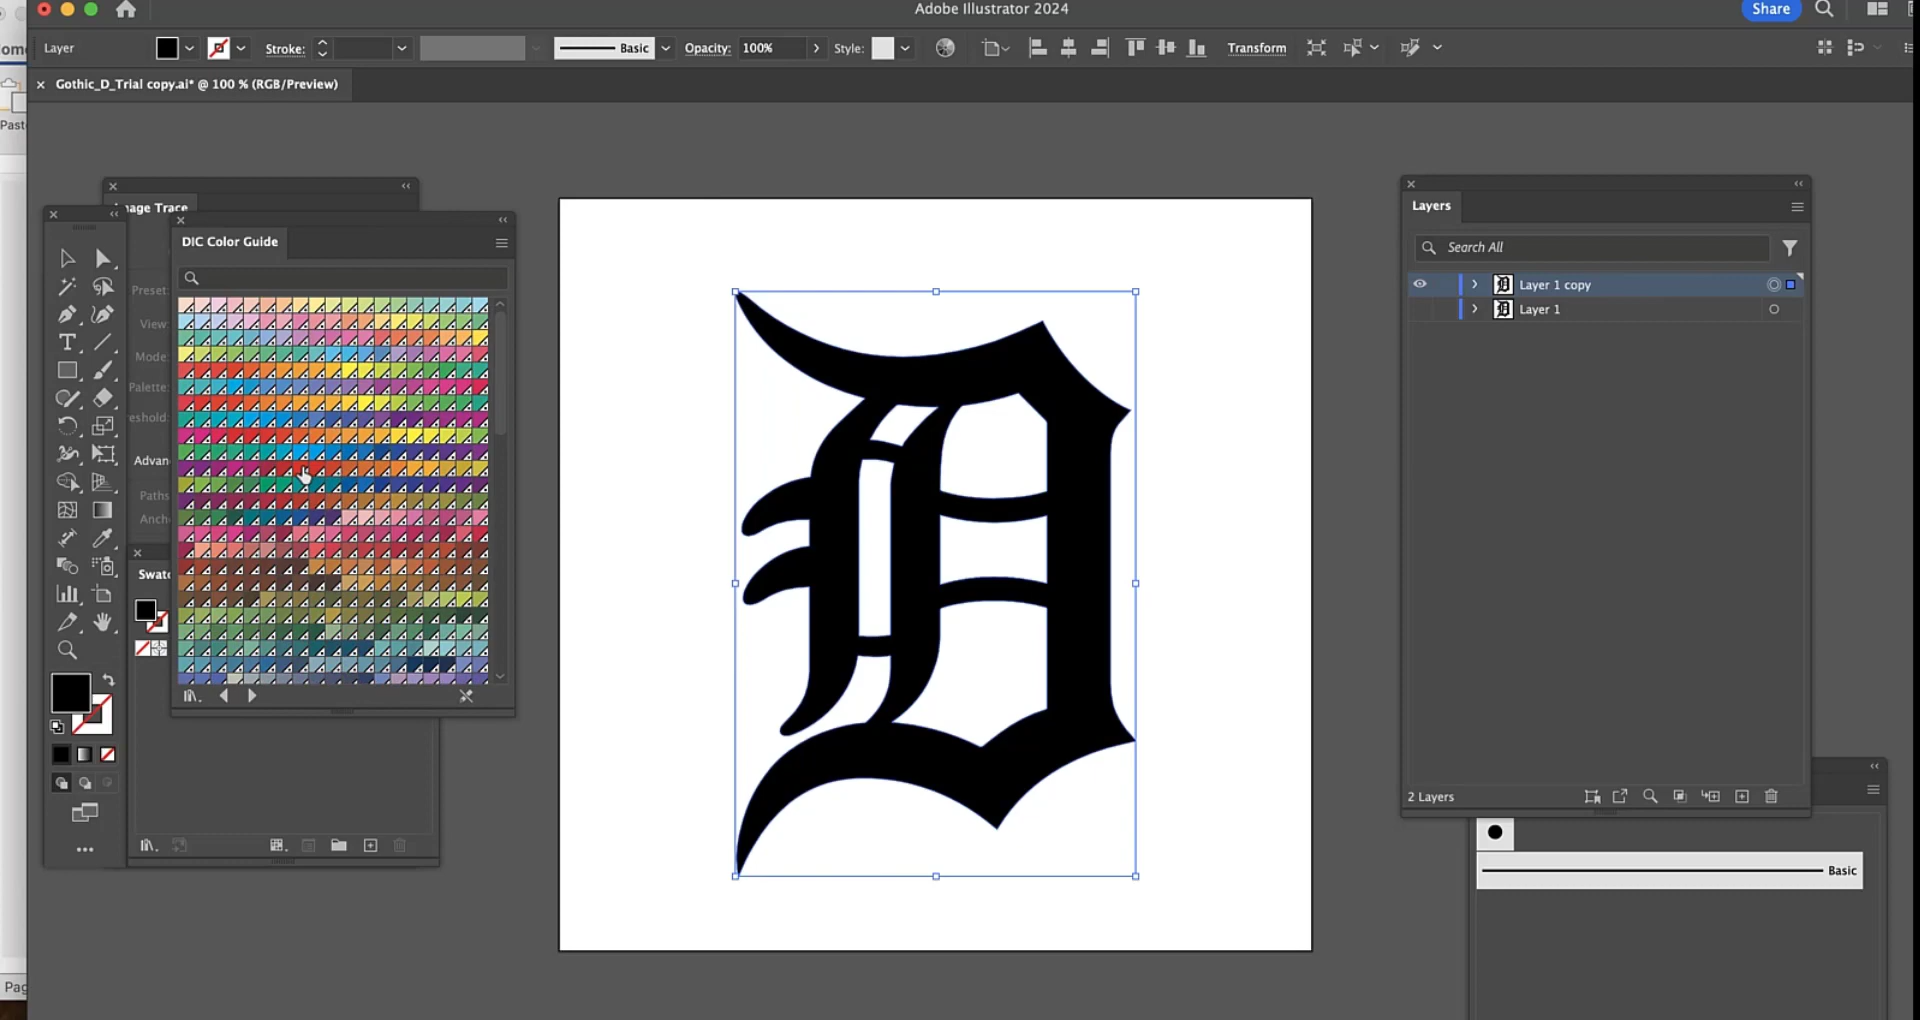 Adobe Illustrator 2024
Share
Layer
Stroke:
Basic
Opacity: 100%
Style:
Transform
Gothic_D_Trial copy.ai* @ 100 % (RGB/Preview)
Past
Image Trace
DIC Color Guide
Preset:
View:
Mode:
Palette:
eshold:
Advan
Paths
Anch
Swatc
Layers
Search All
Layer 1 copy
Layer 1
2 Layers
Basic
Pag
D